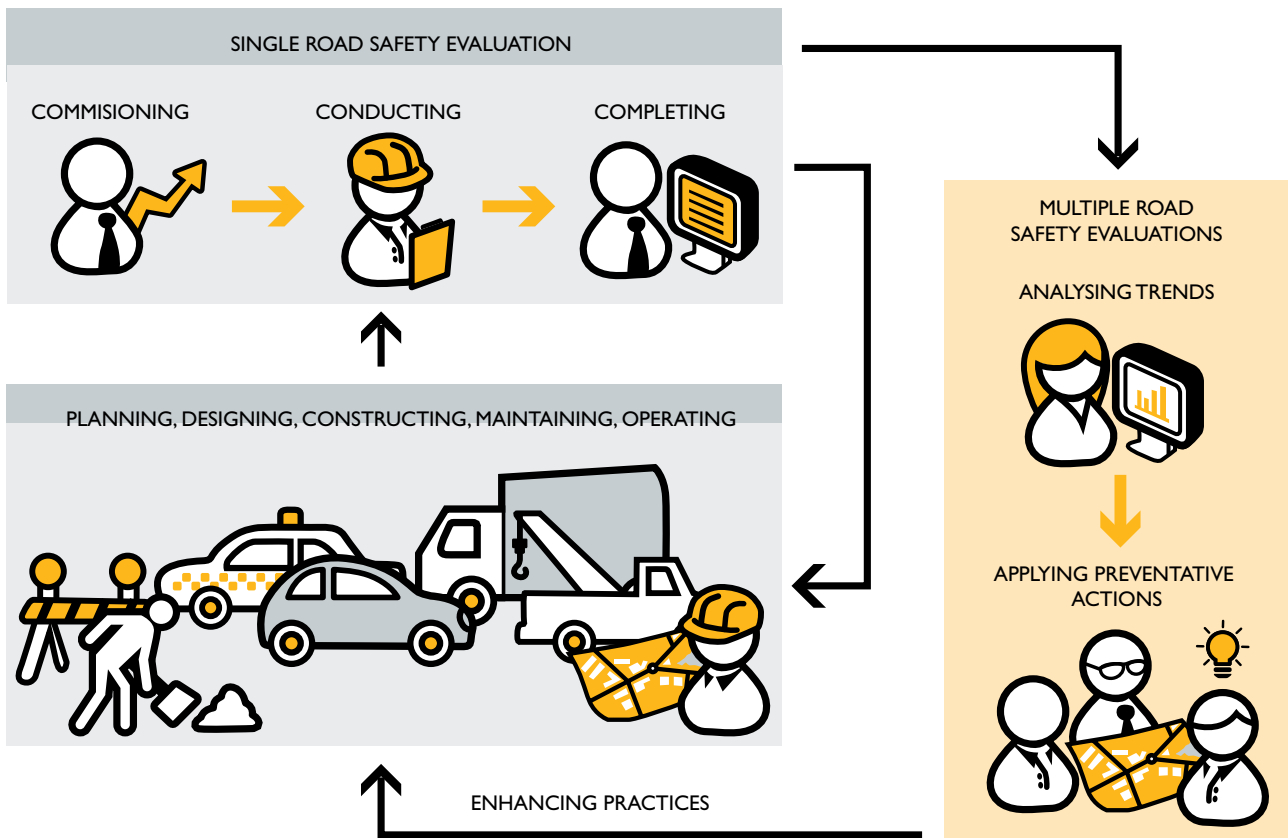 SINGLE ROAD SAFETY EVALUATION
COMMISIONING
CONDUCTING
COMPLETING
MULTIPLE ROAD
SAFETY EVALUATIONS
ANALYSING TRENDS
PLANNING, DESIGNING, CONSTRUCTING, MAINTAINING, OPERATING
APPLYING PREVENTATIVE
ACTIONS
ENHANCING PRACTICES